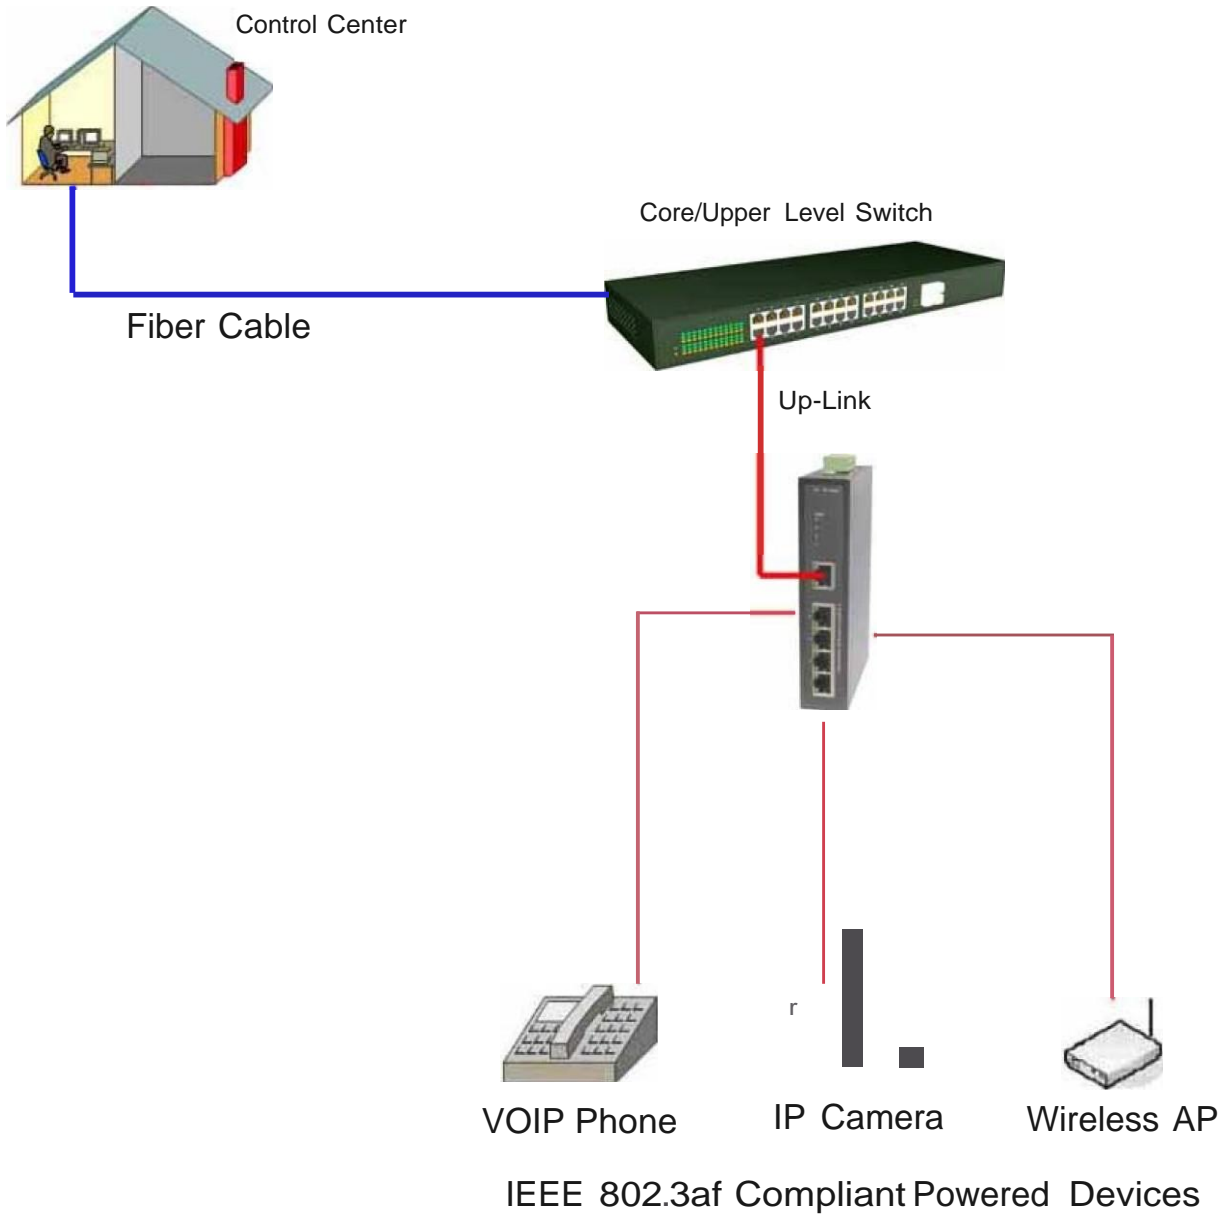 Control Center
Core/Upper Level Switch
Fiber Cable
Up-Link
r
VOIP Phone
IP Camera
Wireless AP
IEEE 802.3af Compliant Powered Devices